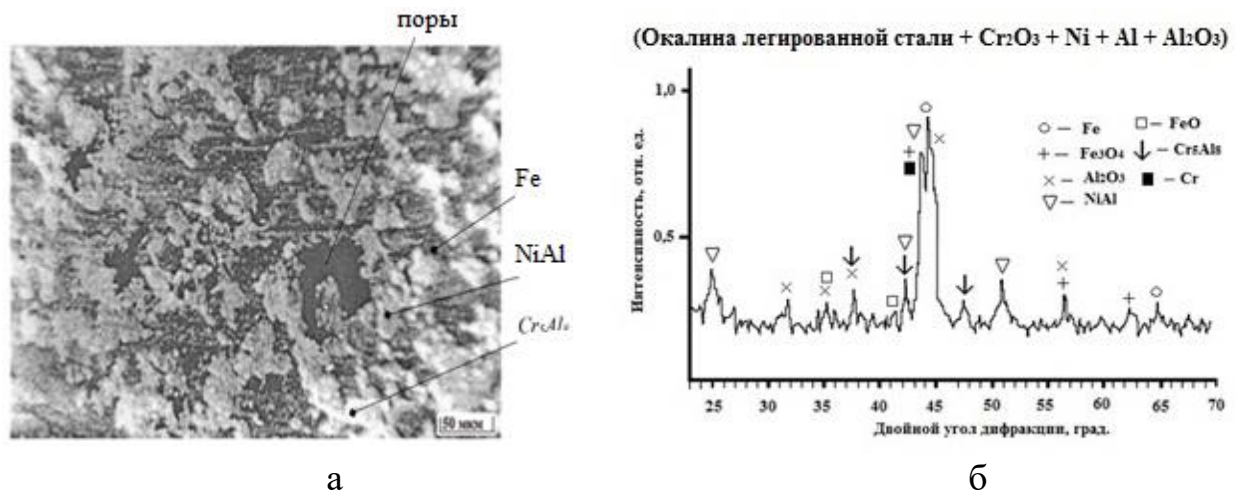 поры
Fe
NiAl
Cr₅Al₈
50 мкм
а
(Окалина легированной стали + Cr₂O₃ + Ni + Al + Al₂O₃)
Интенсивность, отн. ед.
1,0
0,5
○ – Fe
+ – Fe₃O₄
× – Al₂O₃
▽ – NiAl
□ – FeO
↓ – Cr₅Al₈
■ – Cr
25 30 35 40 42 45 50 55 60 65 70
Двойной угол дифракции, град.
б